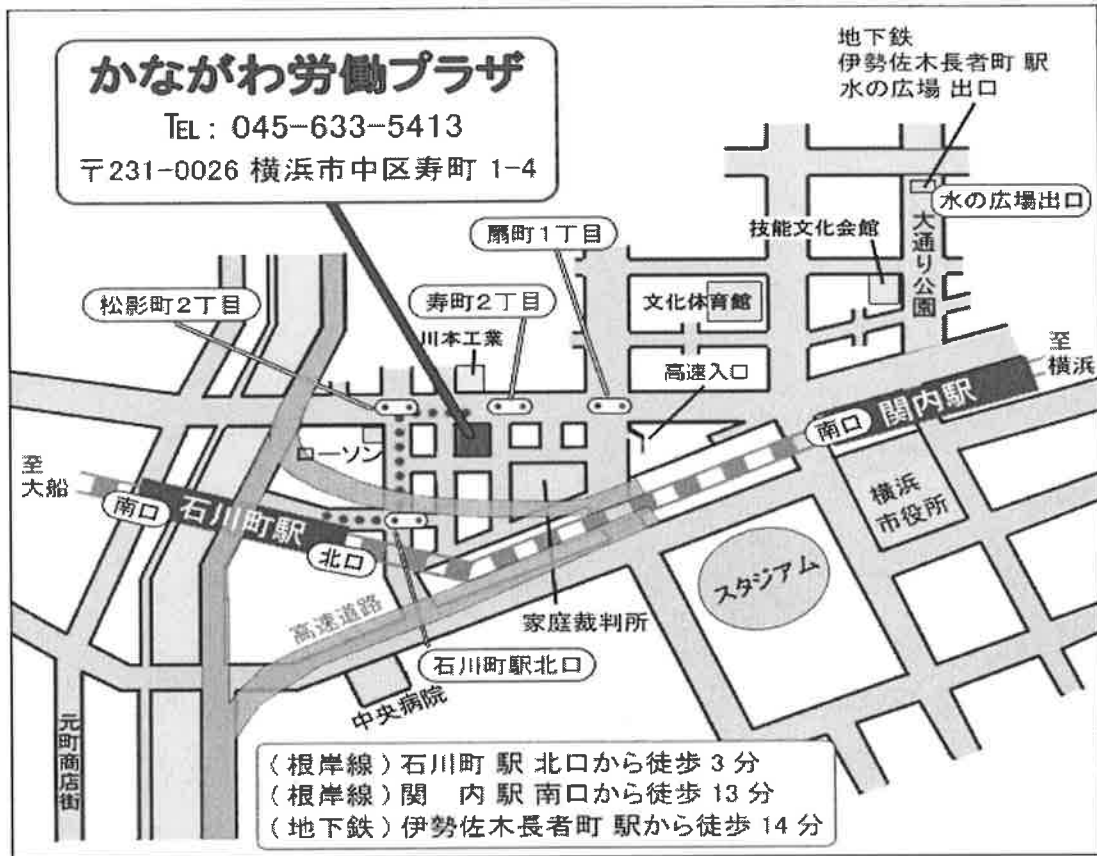 かながわ労働プラザ
TEL: 045-633-5413
〒231-0026 横浜市中区寿町 1-4
地下鉄
伊勢佐木長者町 駅
水の広場 出口
水の広場出口
大通り公園
技能文化会館
扇町1丁目
文化体育館
松影町2丁目
寿町2丁目
川本工業
高速入口
至
横浜
関内駅
南口
ローソン
至
大船
南口
石川町駅
北口
横浜
市役所
スタジアム
高速道路
家庭裁判所
石川町駅北口
中央病院
元町商店街
(根岸線)石川町 駅 北口から徒歩 3 分
(根岸線)関 内 駅 南口から徒歩 13 分
(地下鉄)伊勢佐木長者町 駅から徒歩 14 分